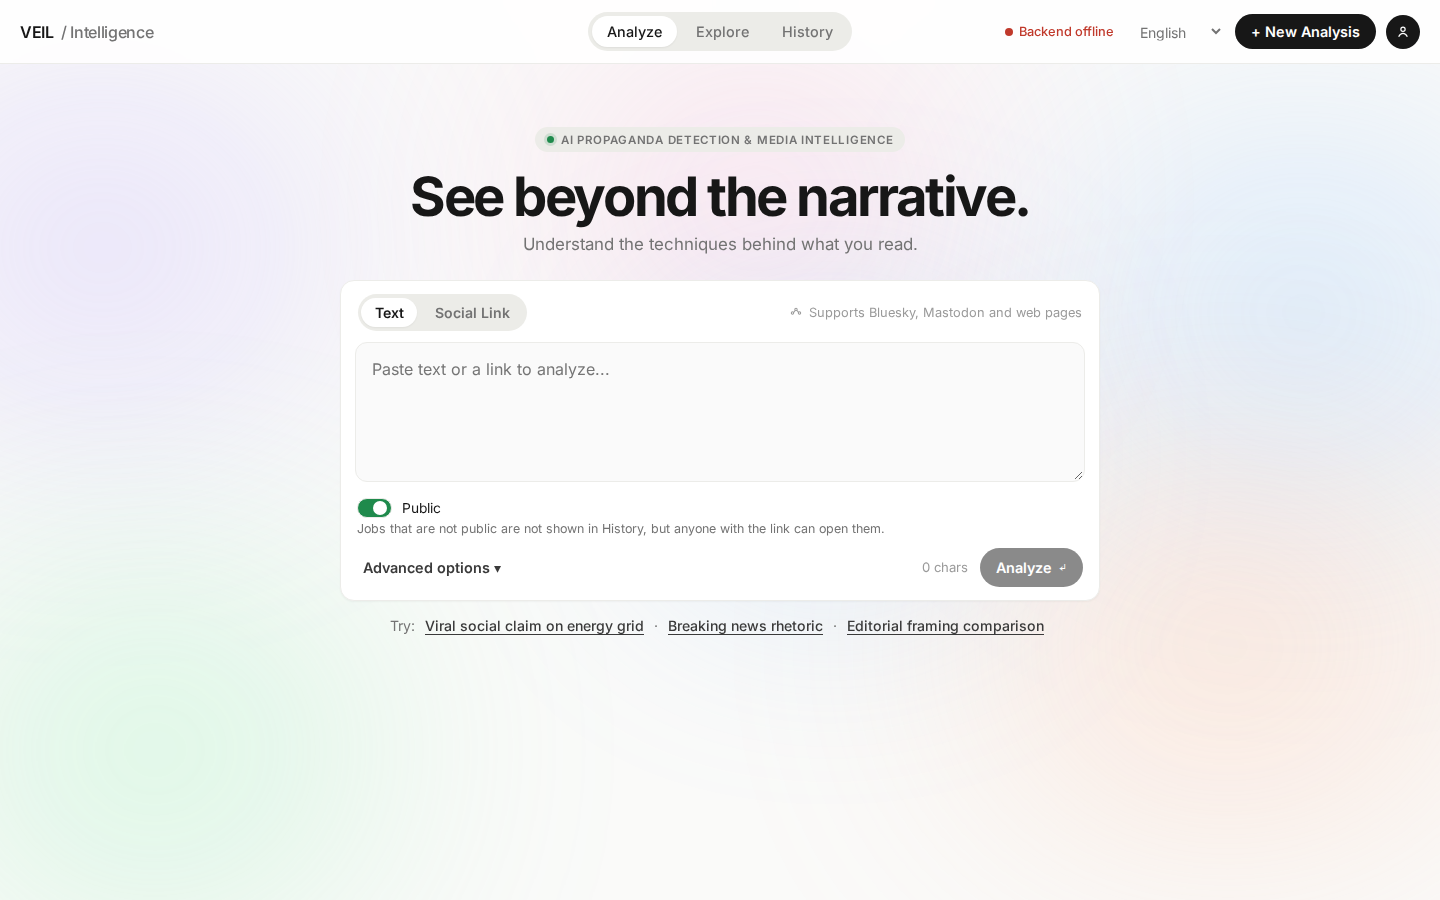 VEIL / Intelligence
Analyze
Explore
History
Backend offline
English
+ New Analysis
AI PROPAGANDA DETECTION & MEDIA INTELLIGENCE
See beyond the narrative.
Understand the techniques behind what you read.
Text
Social Link
Supports Bluesky, Mastodon and web pages
Paste text or a link to analyze...
Public
Jobs that are not public are not shown in History, but anyone with the link can open them.
Advanced options ▾
0 chars
Analyze ↵
Try: Viral social claim on energy grid · Breaking news rhetoric · Editorial framing comparison